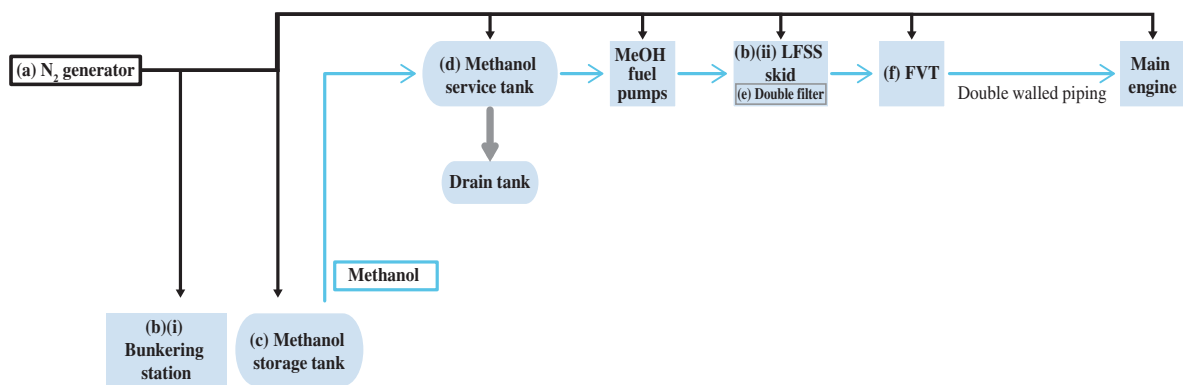 (a) N₂ generator
(d) Methanol
service tank
MeOH
fuel
pumps
(b)(ii) LFSS
skid
(e) Double filter
(f) FVT
Double walled piping
Main
engine
Drain tank
Methanol
(b)(i)
Bunkering
station
(c) Methanol
storage tank